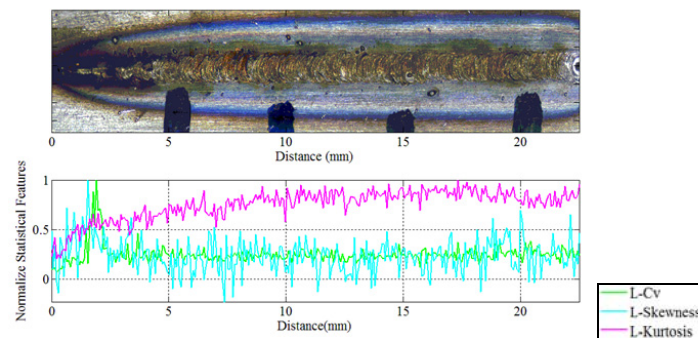 0 5 10 15 20
Distance (mm)
Normalize Statistical Features
1
0.5
0
0 5 10 15 20
Distance(mm)
L-Cv
L-Skewness
L-Kurtosis